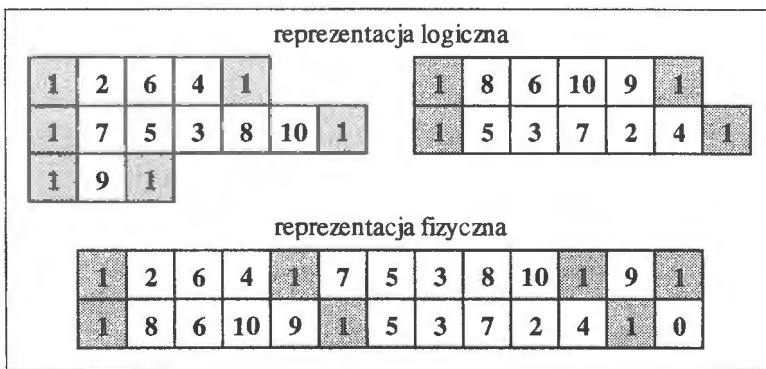 reprezentacja logiczna
1 2 6 4 1
1 7 5 3 8 10 1
1 9 1
1 8 6 10 9 1
1 5 3 7 2 4 1
reprezentacja fizyczna
1 2 6 4 1 7 5 3 8 10 1 9 1
1 8 6 10 9 1 5 3 7 2 4 1 0